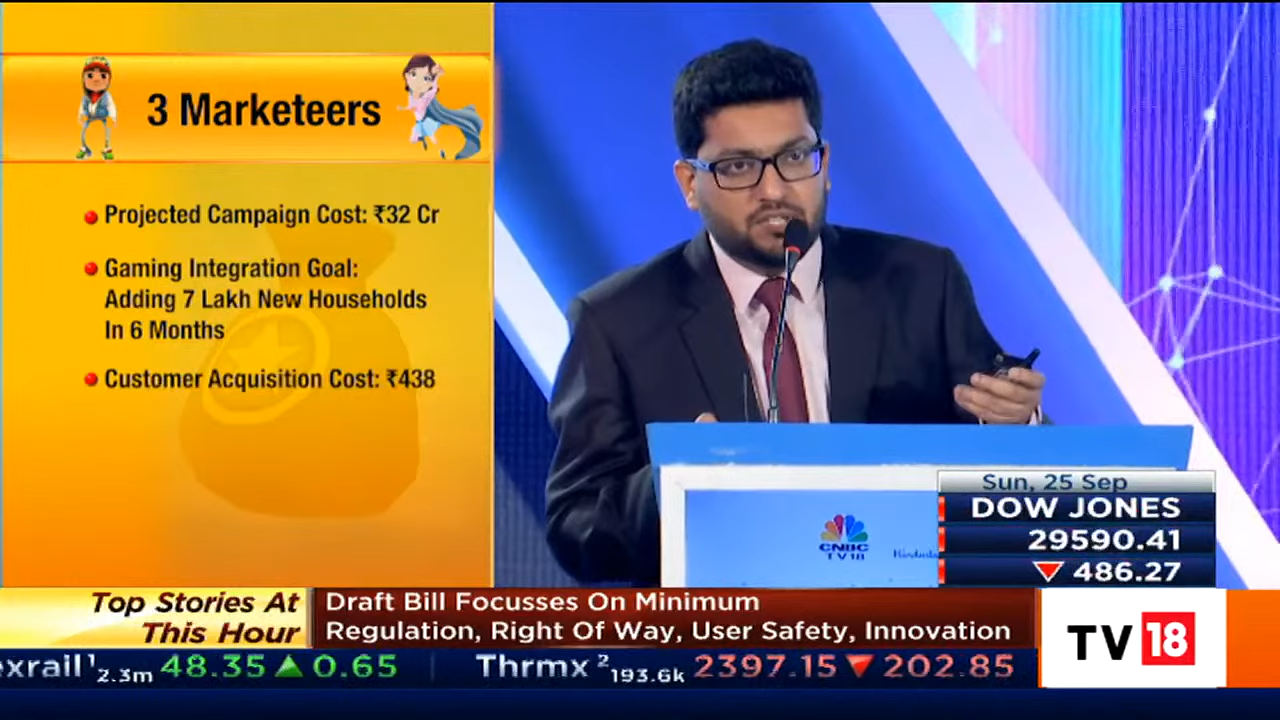 3 Marketeers
Projected Campaign Cost: ₹32 Cr
Gaming Integration Goal:
Adding 7 Lakh New Households
In 6 Months
Customer Acquisition Cost: ₹438
CNBC
TV18
Sun, 25 Sep
DOW JONES
29590.41
▼ 486.27
Top Stories At
This Hour
Draft Bill Focusses On Minimum
Regulation, Right Of Way, User Safety, Innovation
TV18
exrail¹ 2.3m 48.35 ▲ 0.65 Thrmx² 193.6k 2397.15 ▼ 202.85